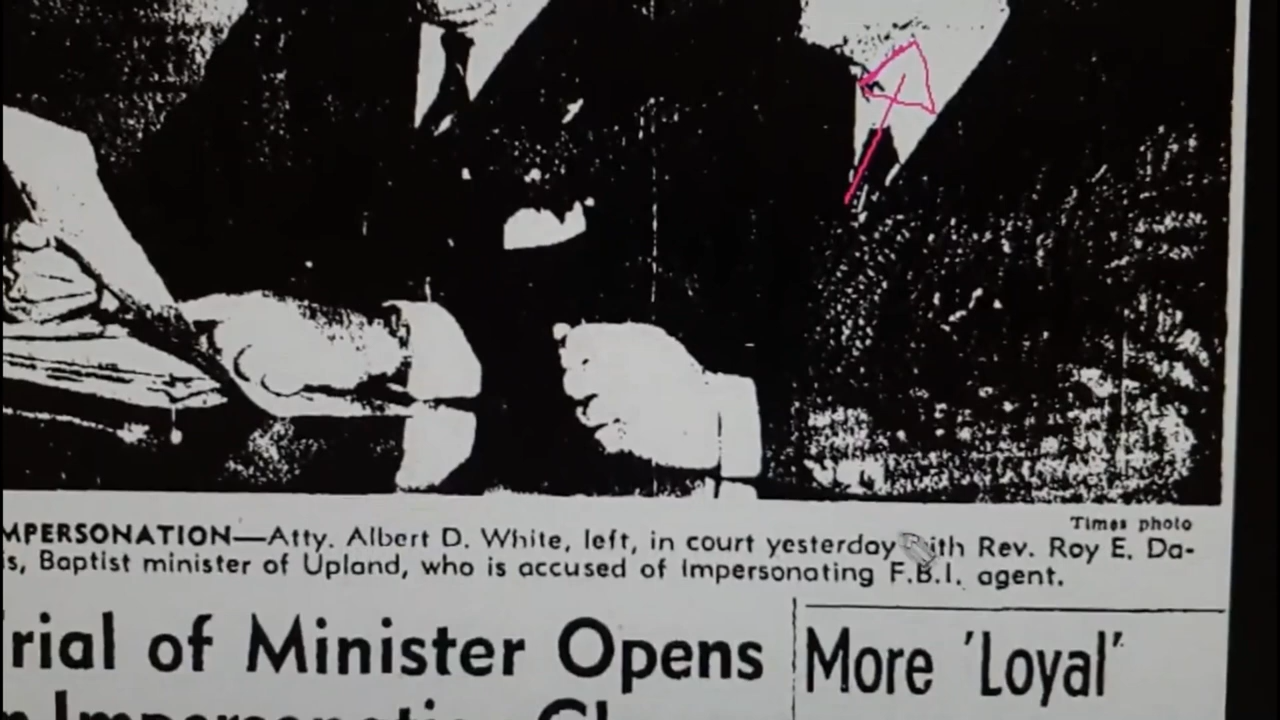 Times photo
MPERSONATION—Atty. Albert D. White, left, in court yesterday with Rev. Roy E. Da-
s, Baptist minister of Upland, who is accused of impersonating F.B.I. agent.
rial of Minister Opens
More 'Loyal'